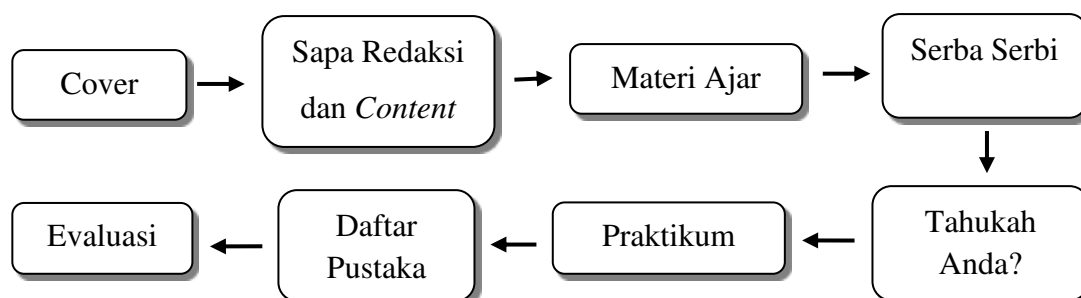 Cover
Sapa Redaksi
dan Content
Materi Ajar
Serba Serbi
Tahukah
Anda?
Praktikum
Daftar
Pustaka
Evaluasi